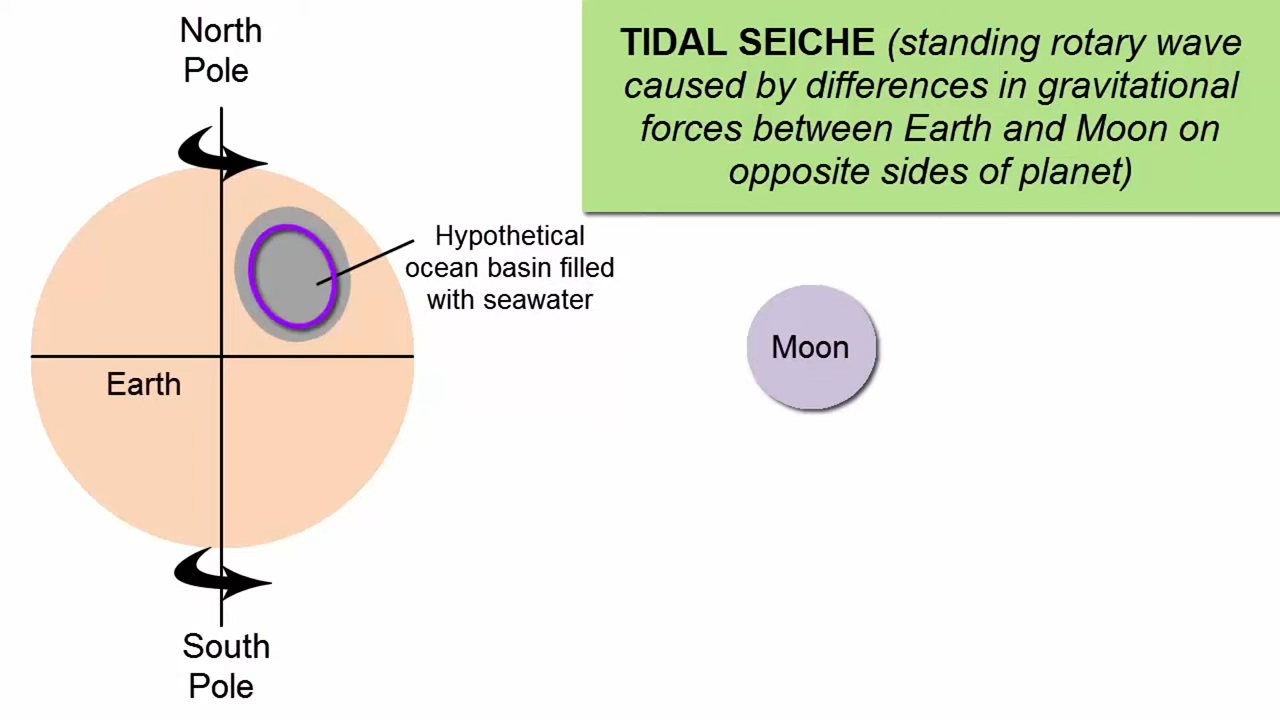 North
Pole
TIDAL SEICHE (standing rotary wave
caused by differences in gravitational
forces between Earth and Moon on
opposite sides of planet)
Hypothetical
ocean basin filled
with seawater
Moon
Earth
South
Pole